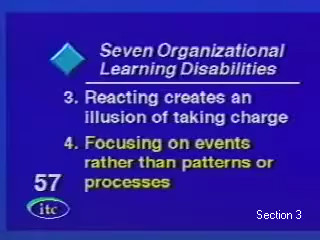 Seven Organizational
Learning Disabilities
3. Reacting creates an
illusion of taking charge
4. Focusing on events
rather than patterns or
processes
57
itc
Section 3